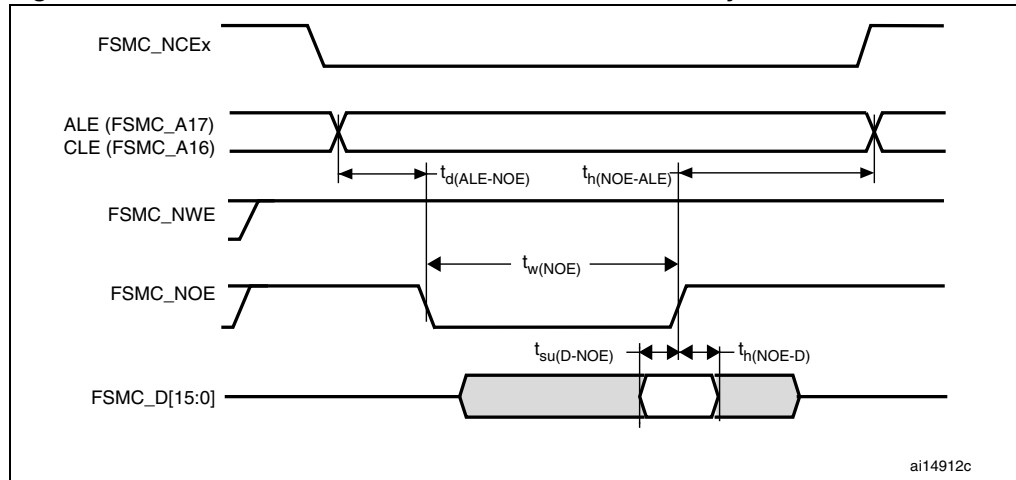 FSMC_NCEx
ALE (FSMC_A17)
CLE (FSMC_A16)
td(ALE-NOE)
th(NOE-ALE)
FSMC_NWE
tw(NOE)
FSMC_NOE
tsu(D-NOE)
th(NOE-D)
FSMC_D[15:0]
ai14912c